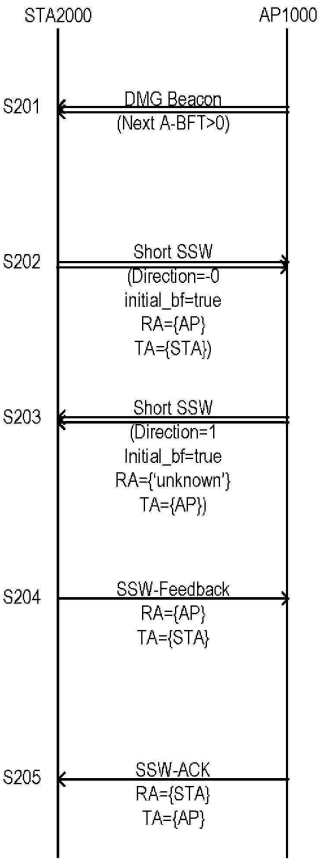 STA2000 AP1000
S201 DMG Beacon
(Next A-BFT>0)
S202 Short SSW
(Direction=-0
initial_bf=true
RA={AP}
TA={STA})
S203 Short SSW
(Direction=1
Initial_bf=true
RA={'unknown'}
TA={AP})
S204 SSW-Feedback
RA={AP}
TA={STA}
S205 SSW-ACK
RA={STA}
TA={AP}